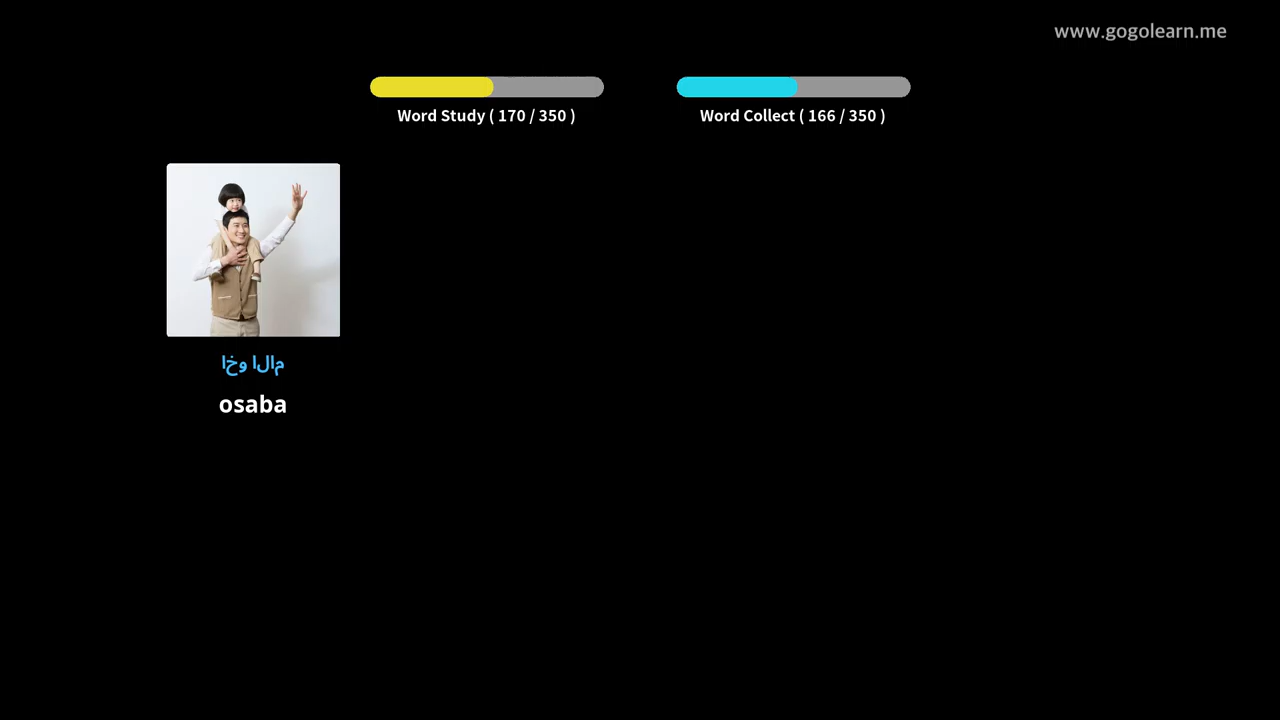 www.gogolearn.me
Word Study ( 170 / 350 )
Word Collect ( 166 / 350 )
اخو الام
osaba